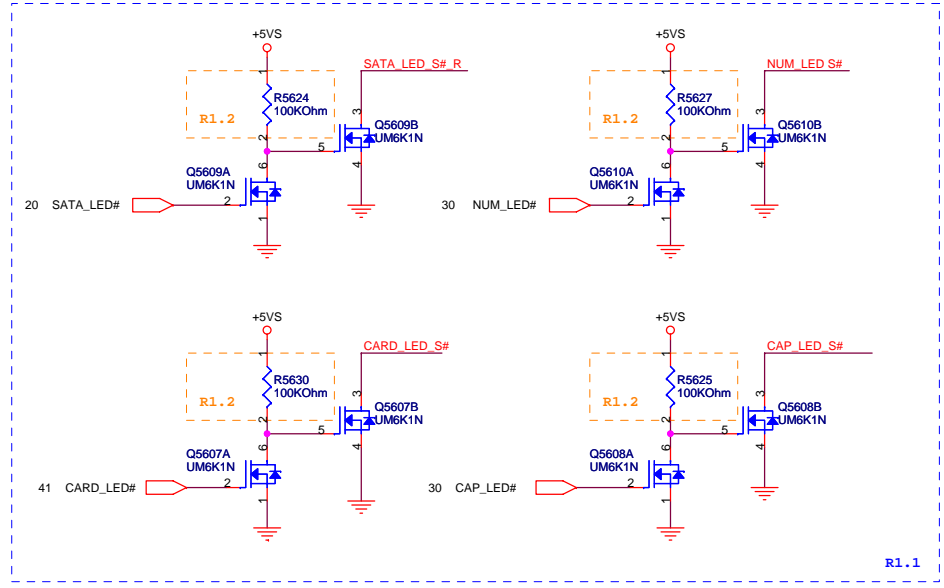 +5VS
SATA_LED_S#_R
1
R5624
100KOhm
R1.2
2
3
Q5609B
UM6K1N
5
4
6
Q5609A
UM6K1N
20 SATA_LED#
2
1
+5VS
NUM_LED S#
1
R5627
100KOhm
R1.2
2
3
Q5610B
UM6K1N
5
4
6
Q5610A
UM6K1N
30 NUM_LED#
2
1
+5VS
CARD_LED_S#
1
R5630
100KOhm
R1.2
2
3
Q5607B
UM6K1N
5
4
6
Q5607A
UM6K1N
41 CARD_LED#
2
1
+5VS
CAP_LED_S#
1
R5625
100KOhm
R1.2
2
3
Q5608B
UM6K1N
5
4
6
Q5608A
UM6K1N
30 CAP_LED#
2
1
R1.1